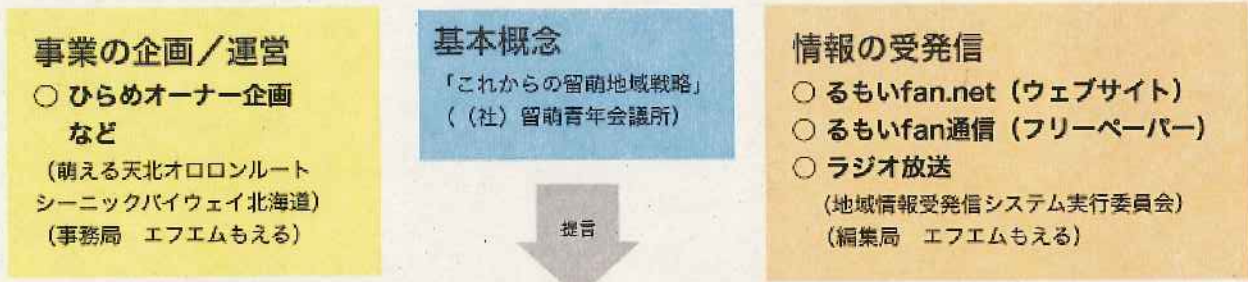 事業の企画／運営
○ ひらめオーナー企画
など
（萌える天北オロロンルート
シーニックバイウェイ北海道）
（事務局　エフエムもえる）
基本概念
「これからの留萌地域戦略」
（（社）留萌青年会議所）
提言
情報の受発信
○ るもいfan.net（ウェブサイト）
○ るもいfan通信（フリーペーパー）
○ ラジオ放送
（地域情報受発信システム実行委員会）
（編集局　エフエムもえる）